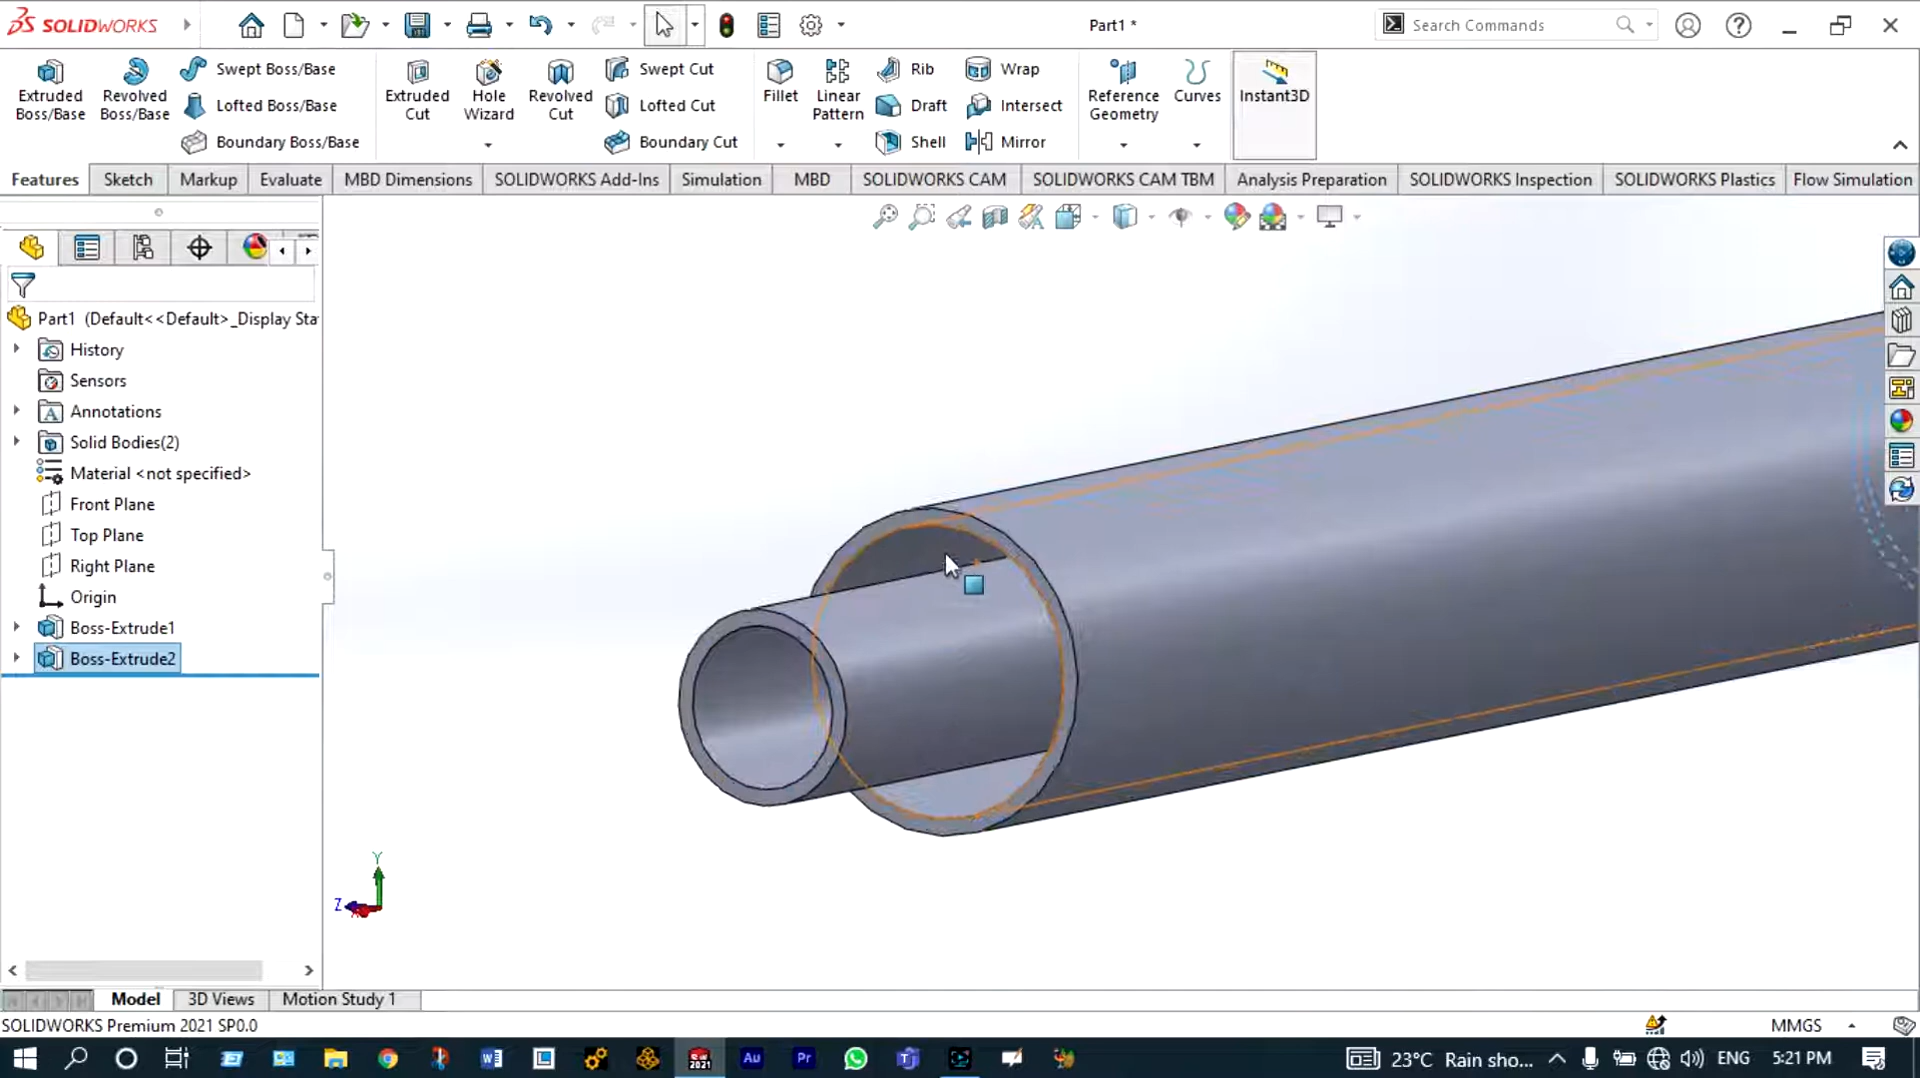 SOLIDWORKS
Part1 *
Search Commands
Extruded Boss/Base
Revolved Boss/Base
Swept Boss/Base
Lofted Boss/Base
Boundary Boss/Base
Extruded Cut
Hole Wizard
Revolved Cut
Swept Cut
Lofted Cut
Boundary Cut
Fillet
Linear Pattern
Rib
Draft
Shell
Wrap
Intersect
Mirror
Reference Geometry
Curves
Instant3D
Features
Sketch
Markup
Evaluate
MBD Dimensions
SOLIDWORKS Add-Ins
Simulation
MBD
SOLIDWORKS CAM
SOLIDWORKS CAM TBM
Analysis Preparation
SOLIDWORKS Inspection
SOLIDWORKS Plastics
Flow Simulation
Part1 (Default<<Default>_Display Sta
History
Sensors
Annotations
Solid Bodies(2)
Material <not specified>
Front Plane
Top Plane
Right Plane
Origin
Boss-Extrude1
Boss-Extrude2
Y
Z
Model
3D Views
Motion Study 1
SOLIDWORKS Premium 2021 SP0.0
MMGS
23°C Rain sho...
ENG
5:21 PM